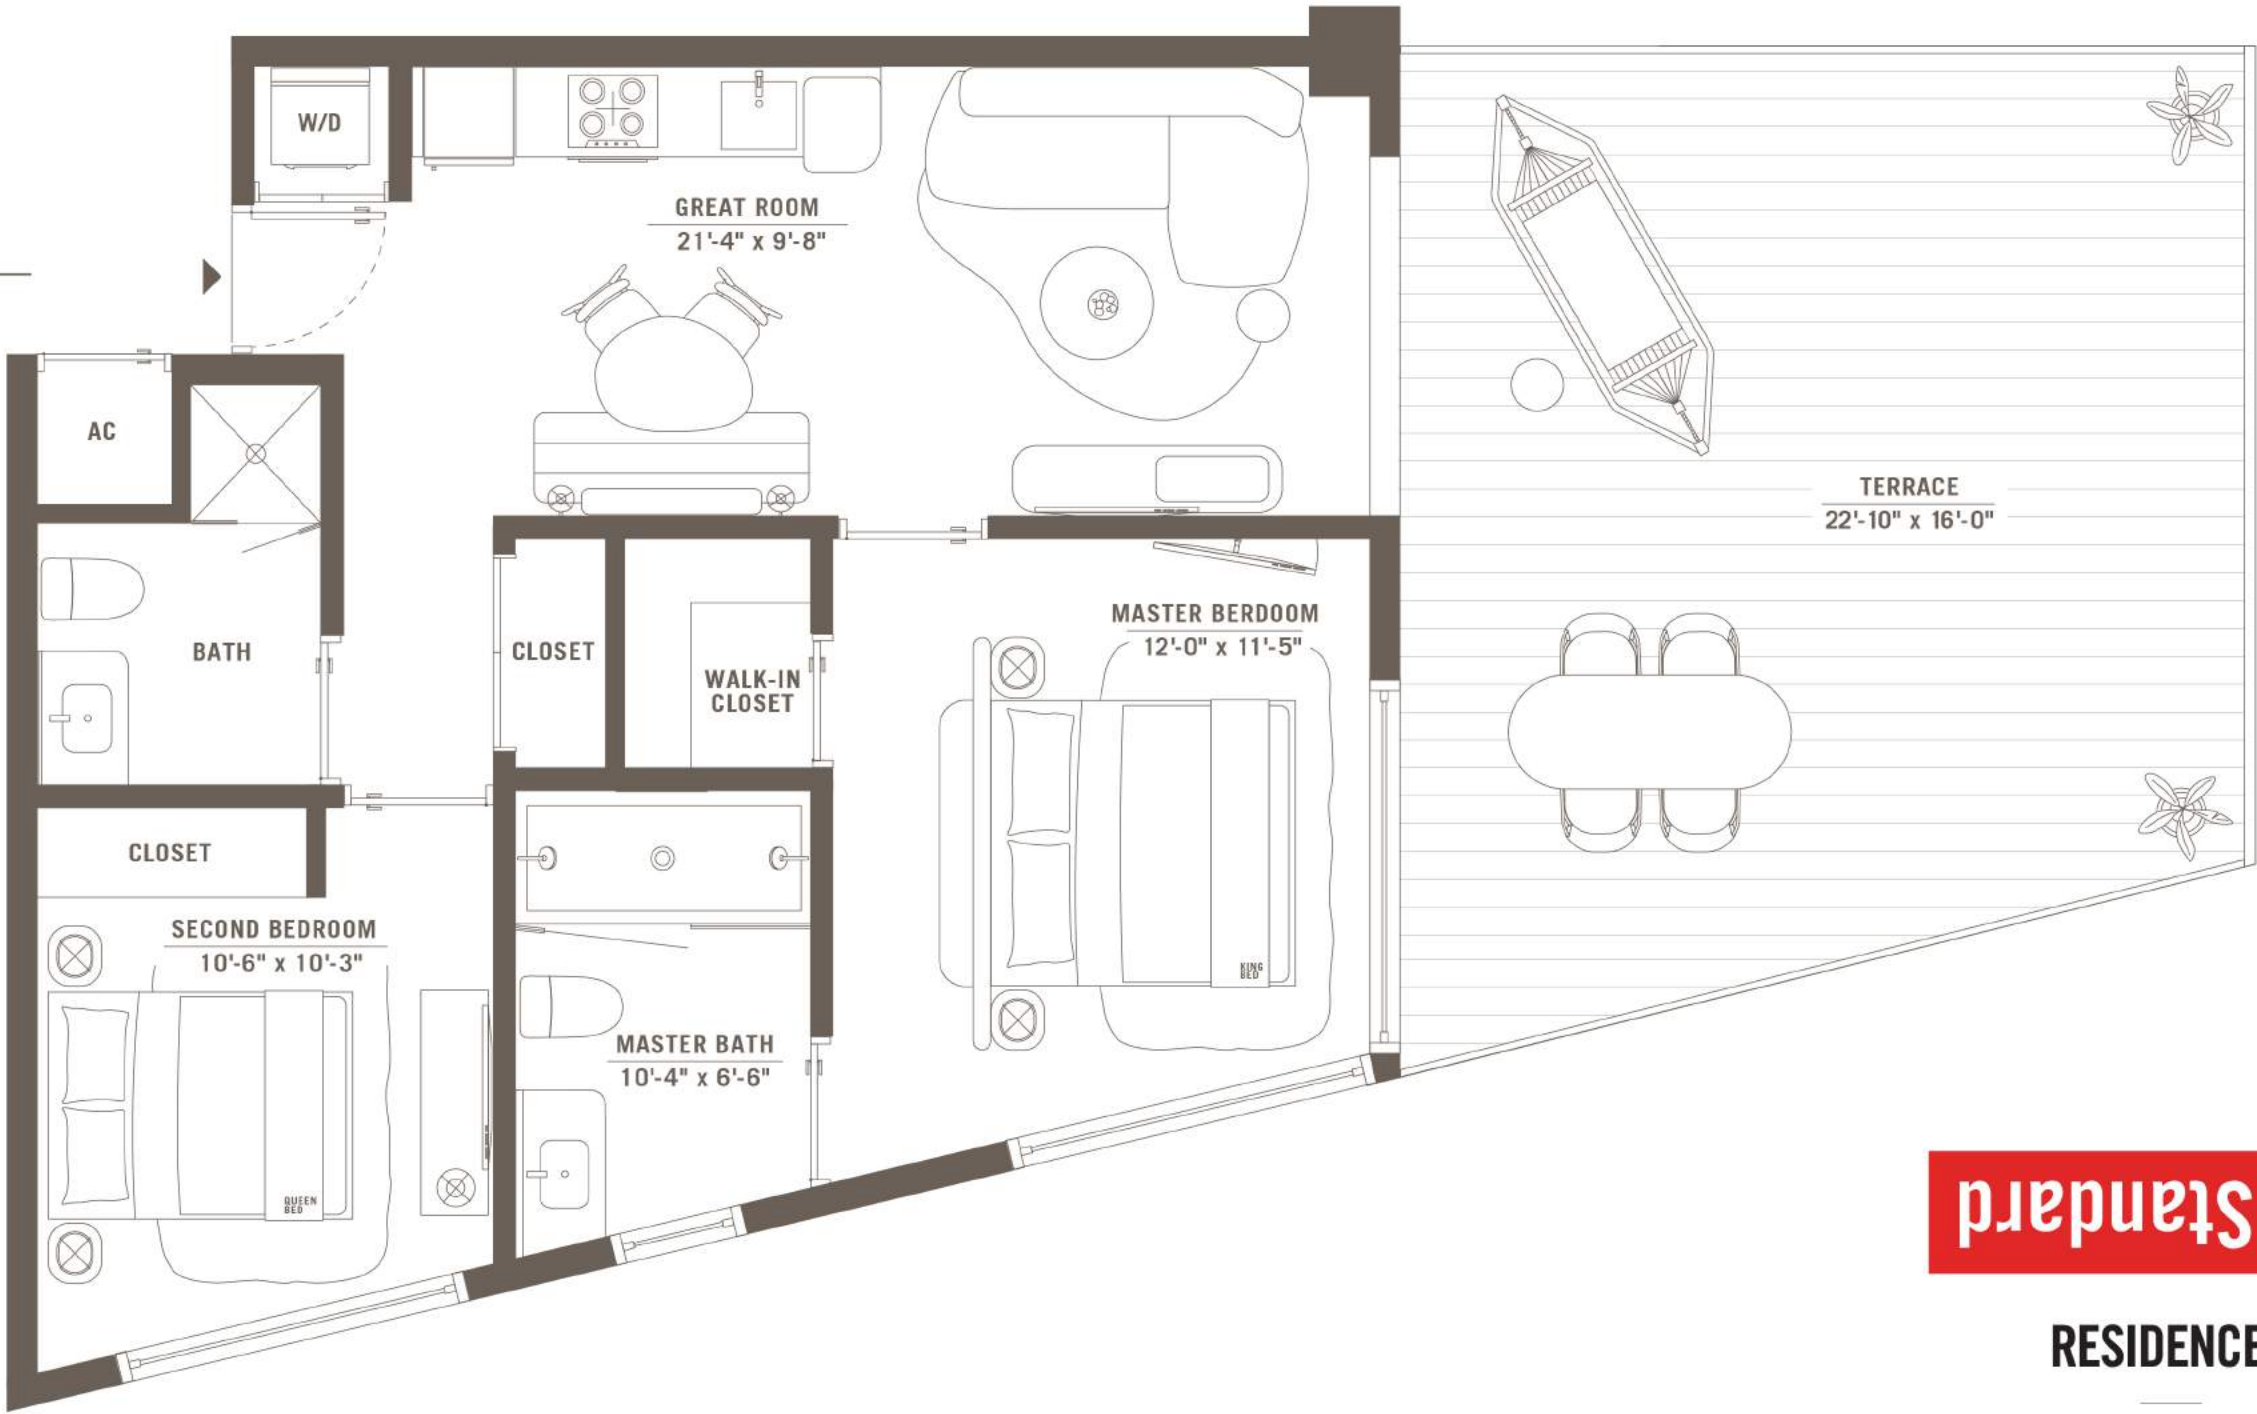 W/D
GREAT ROOM
21'-4" x 9'-8"
AC
TERRACE
22'-10" x 16'-0"
BATH
CLOSET
WALK-IN
CLOSET
MASTER BERDOOM
12'-0" x 11'-5"
CLOSET
SECOND BEDROOM
10'-6" x 10'-3"
KING
BED
MASTER BATH
10'-4" x 6'-6"
QUEEN
BED
Standard
RESIDENCE